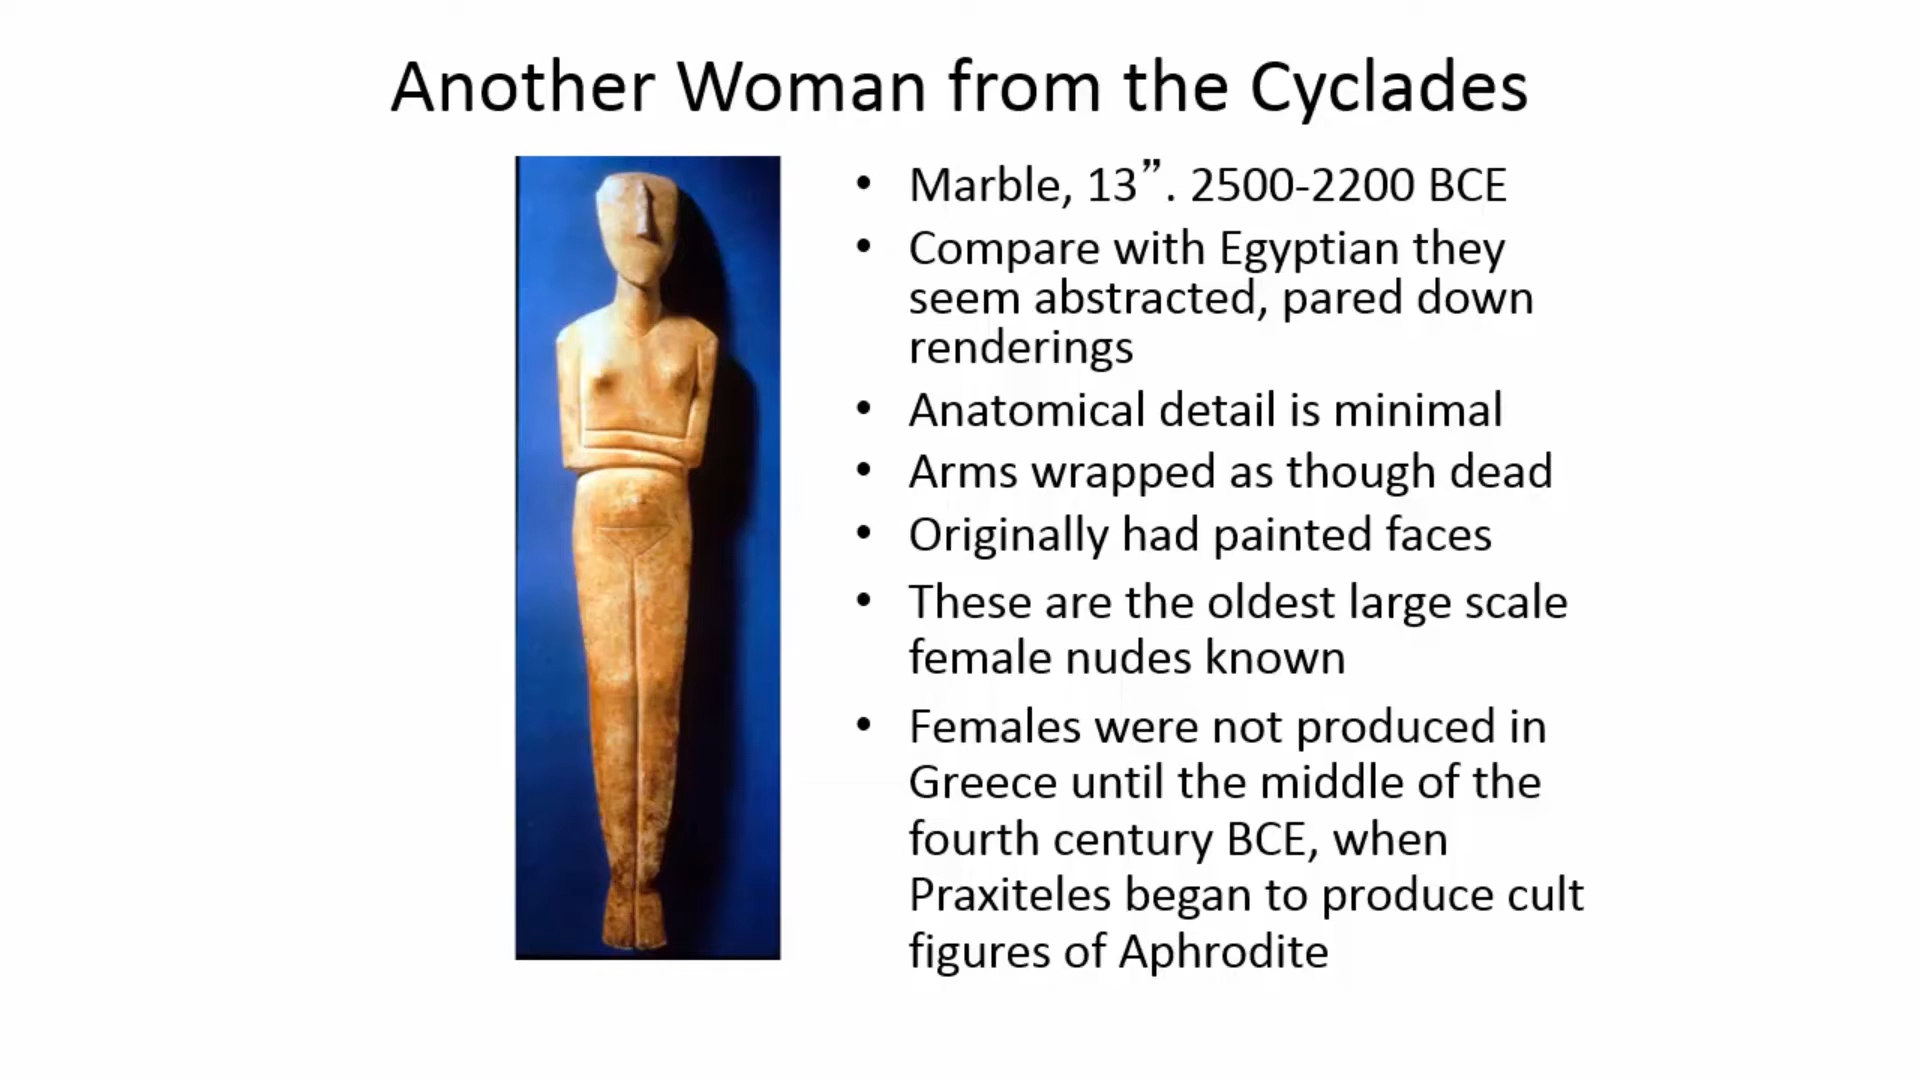 Another Woman from the Cyclades
• Marble, 13”. 2500-2200 BCE
• Compare with Egyptian they
seem abstracted, pared down
renderings
• Anatomical detail is minimal
• Arms wrapped as though dead
• Originally had painted faces
• These are the oldest large scale
female nudes known
• Females were not produced in
Greece until the middle of the
fourth century BCE, when
Praxiteles began to produce cult
figures of Aphrodite